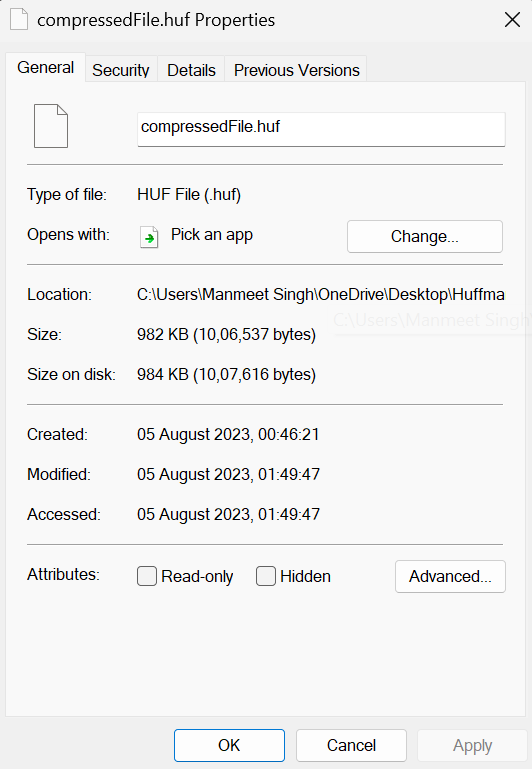 compressedFile.huf Properties
General Security Details Previous Versions
compressedFile.huf
Type of file: HUF File (.huf)
Opens with: Pick an app Change...
Location: C:\Users\Manmeet Singh\OneDrive\Desktop\Huffma
C:\Users\Manmeet Singh\
Size: 982 KB (10,06,537 bytes)
Size on disk: 984 KB (10,07,616 bytes)
Created: 05 August 2023, 00:46:21
Modified: 05 August 2023, 01:49:47
Accessed: 05 August 2023, 01:49:47
Attributes: Read-only Hidden Advanced...
OK Cancel Apply